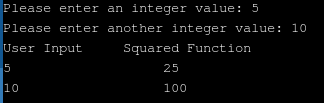 Please enter an integer value: 5
Please enter another integer value: 10
User Input     Squared Function
5                   25
10                  100